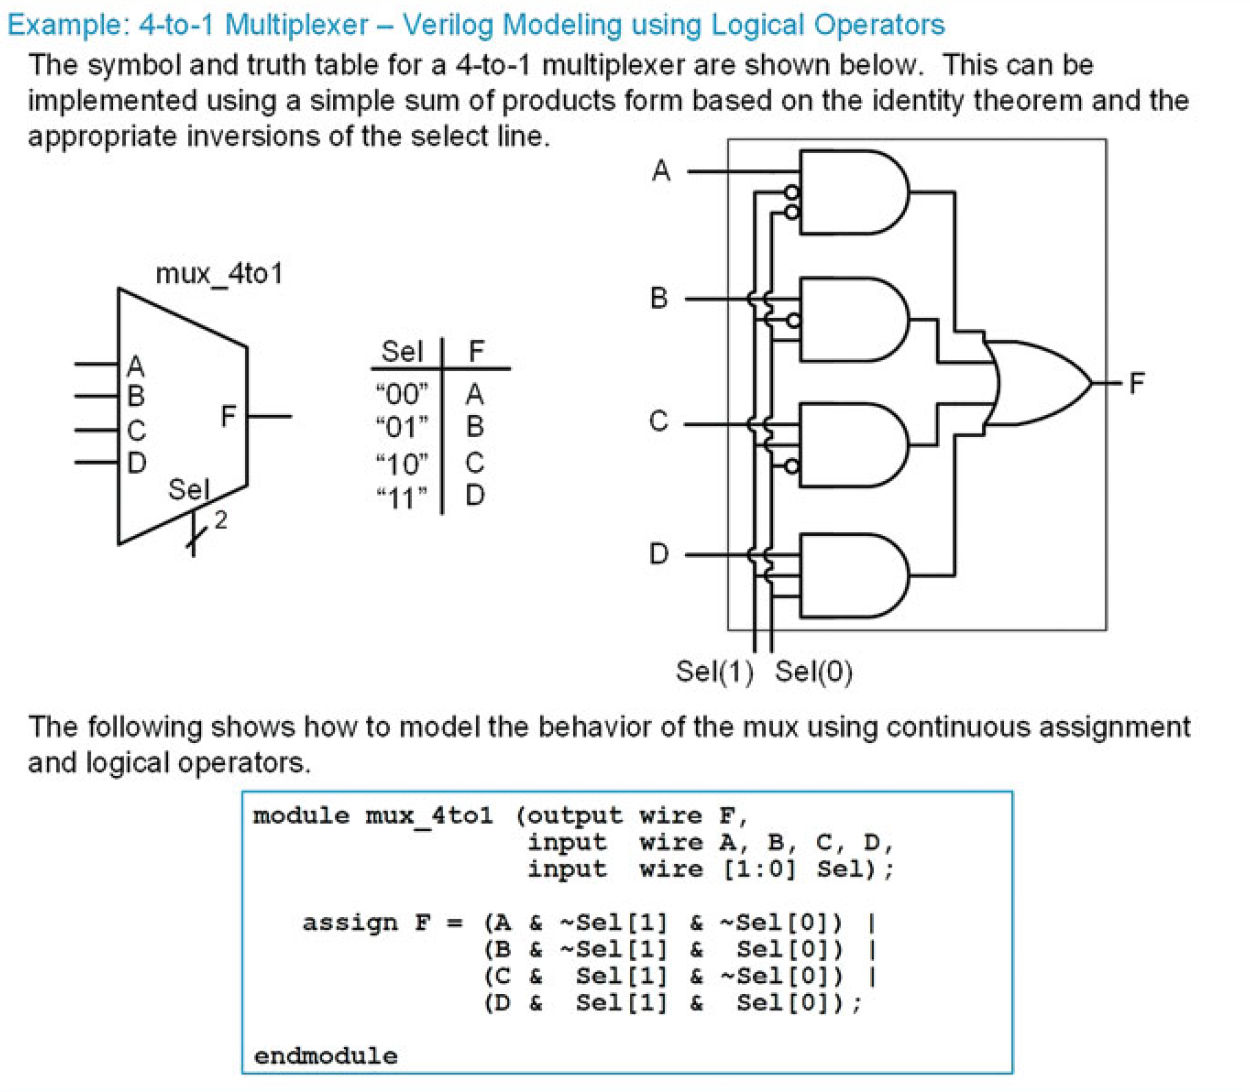 Example: 4-to-1 Multiplexer – Verilog Modeling using Logical Operators
The symbol and truth table for a 4-to-1 multiplexer are shown below. This can be
implemented using a simple sum of products form based on the identity theorem and the
appropriate inversions of the select line.
mux_4to1
A
B
C
D
F
Sel
2
Sel F
“00” A
“01” B
“10” C
“11” D
A
B
C
D
F
Sel(1) Sel(0)
The following shows how to model the behavior of the mux using continuous assignment
and logical operators.
module mux_4to1 (output wire F,
input wire A, B, C, D,
input wire [1:0] Sel);
assign F = (A & ~Sel[1] & ~Sel[0]) |
(B & ~Sel[1] & Sel[0]) |
(C & Sel[1] & ~Sel[0]) |
(D & Sel[1] & Sel[0]);
endmodule